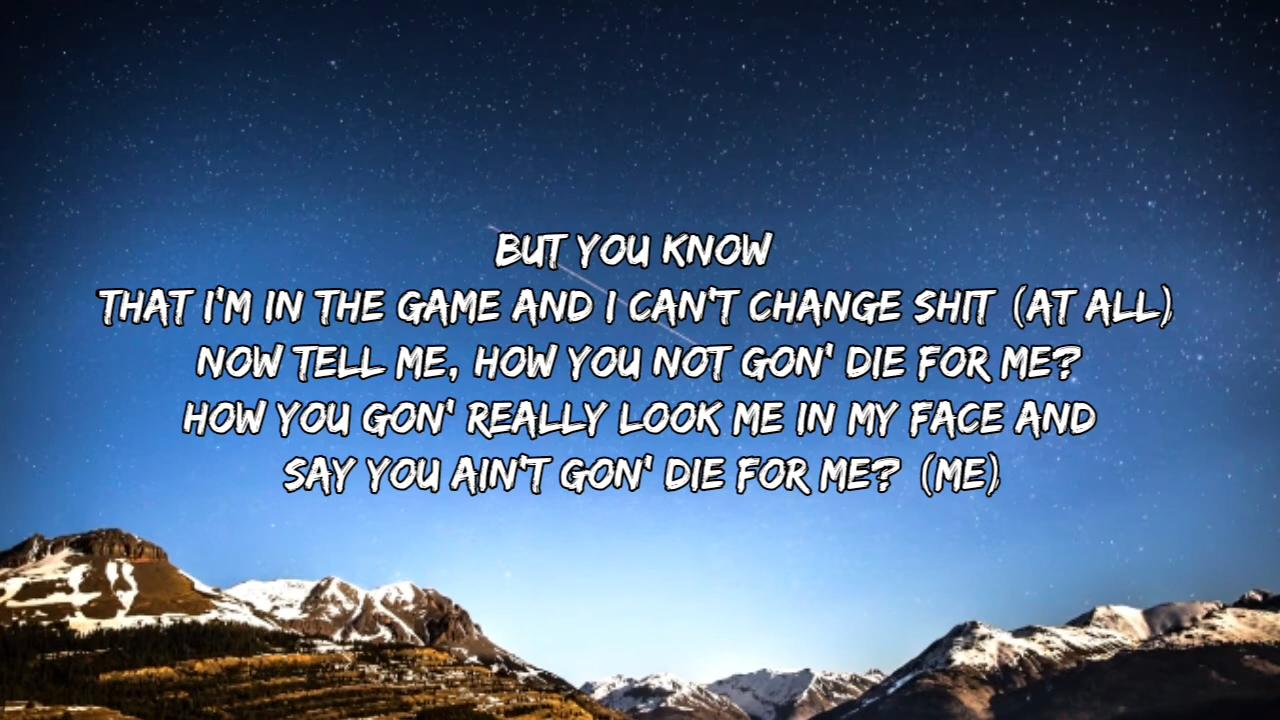 BUT YOU KNOW
THAT I'M IN THE GAME AND I CAN'T CHANGE SHIT (AT ALL)
NOW TELL ME, HOW YOU NOT GON' DIE FOR ME?
HOW YOU GON' REALLY LOOK ME IN MY FACE AND
SAY YOU AIN'T GON' DIE FOR ME? (ME)